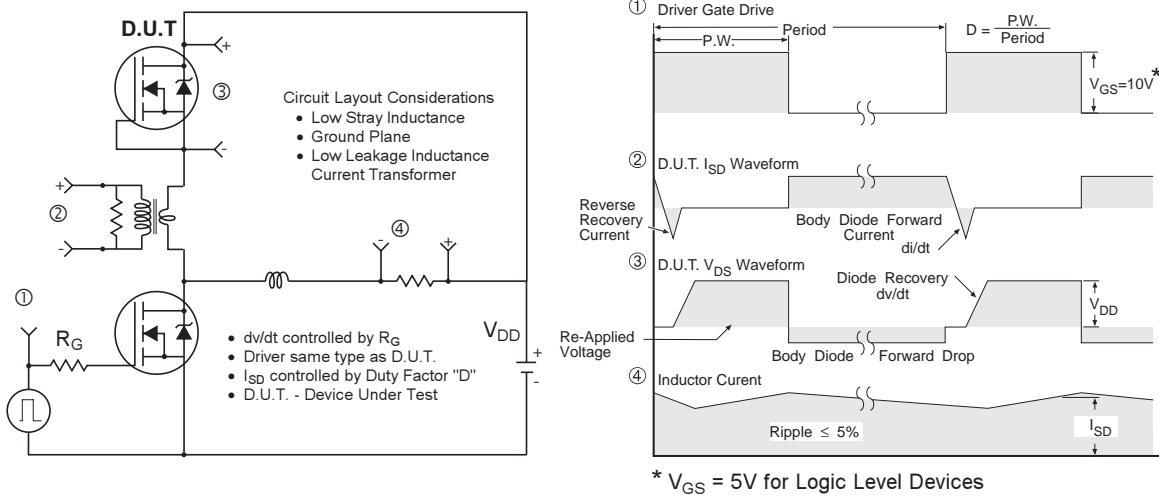 D.U.T
+
③
-
Circuit Layout Considerations
• Low Stray Inductance
• Ground Plane
• Low Leakage Inductance
Current Transformer
+
②
-
④
-
+
①
R_G
V_DD
+
-
• dv/dt controlled by R_G
• Driver same type as D.U.T.
• I_SD controlled by Duty Factor "D"
• D.U.T. - Device Under Test
① Driver Gate Drive
P.W.
Period
D = P.W.
Period
V_GS=10V*
② D.U.T. I_SD Waveform
Reverse
Recovery
Current
Body Diode Forward
Current
di/dt
③ D.U.T. V_DS Waveform
Diode Recovery
dv/dt
V_DD
Re-Applied
Voltage
Body Diode Forward Drop
④ Inductor Curent
Ripple ≤ 5%
I_SD
* V_GS = 5V for Logic Level Devices